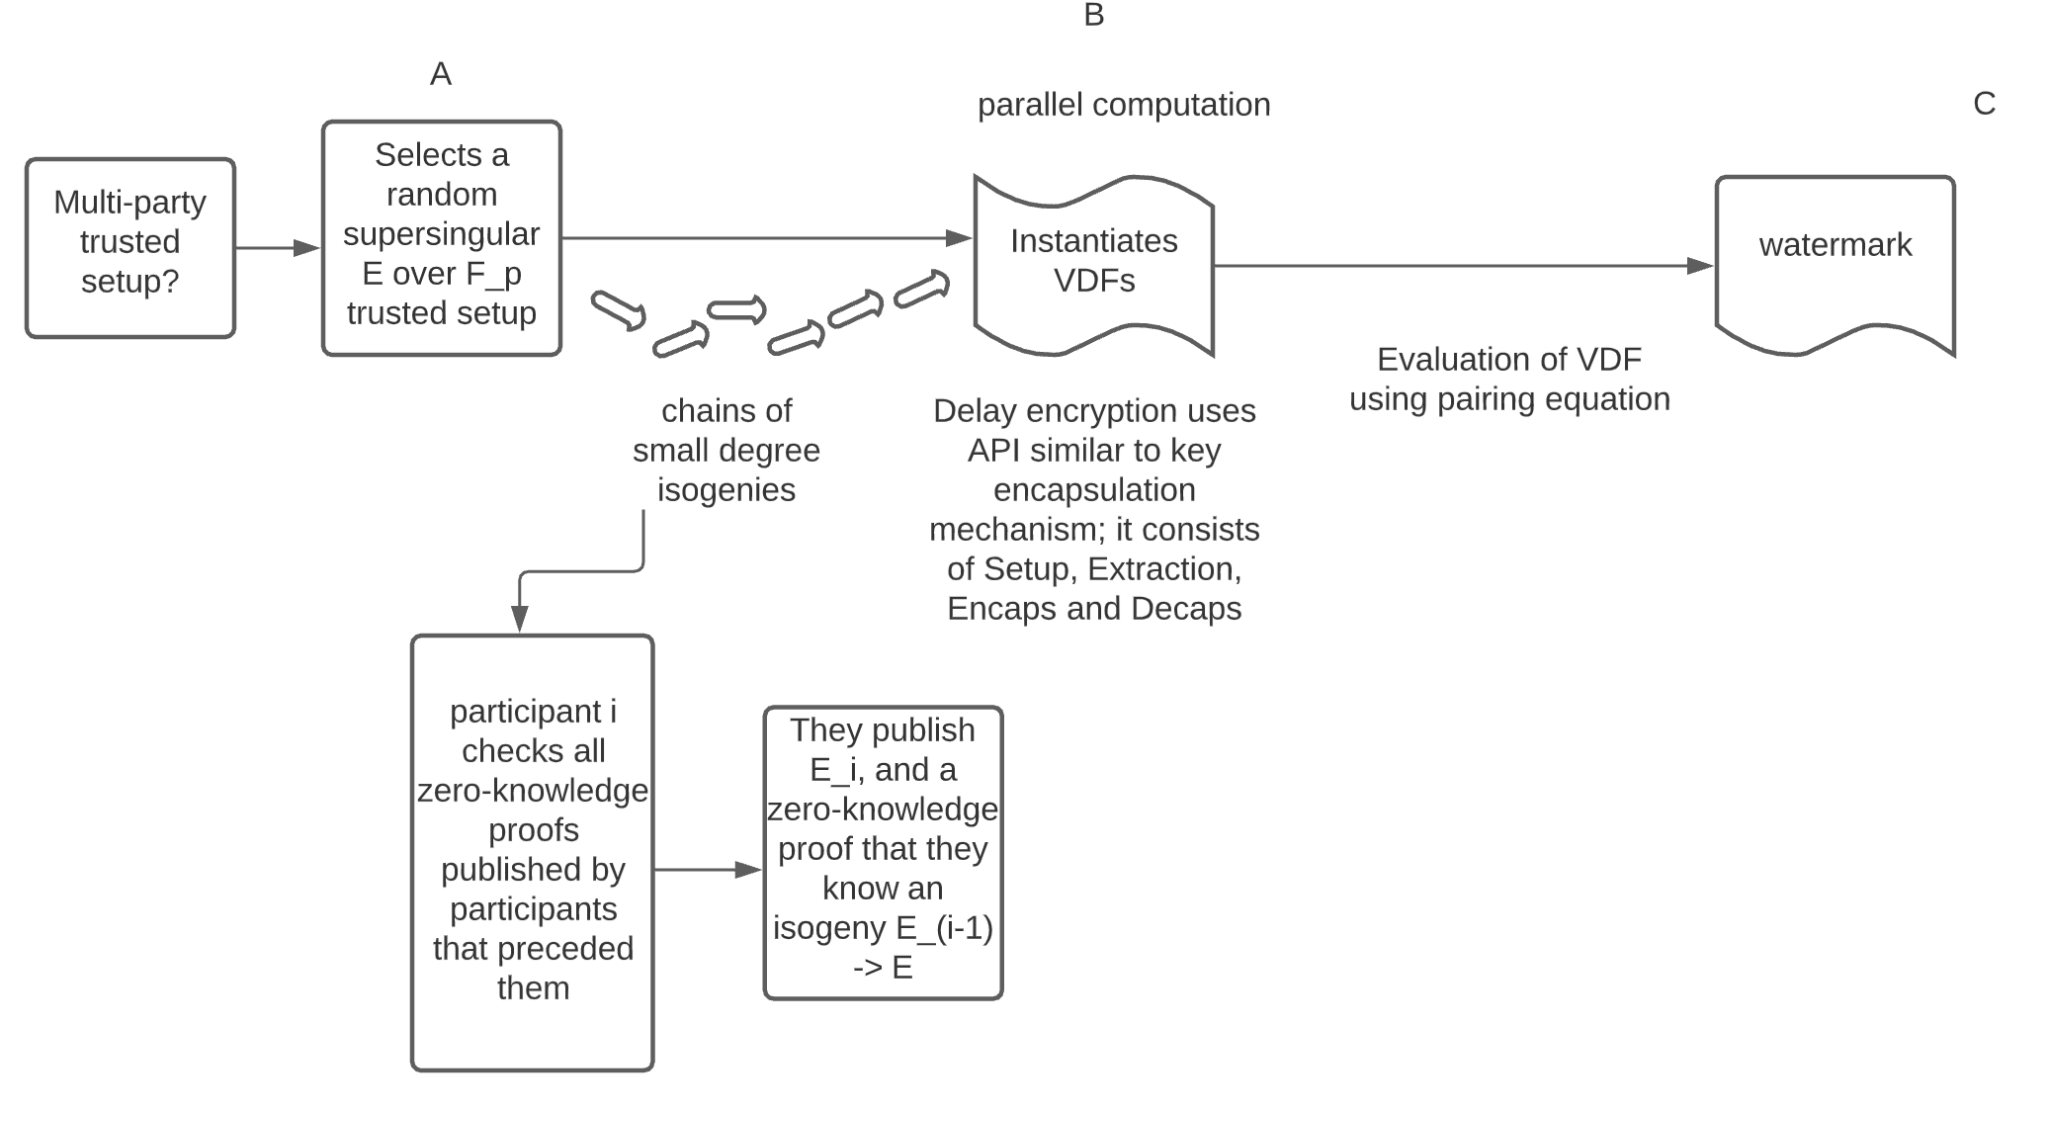 B
A
parallel computation
C
Multi-party
trusted
setup?
Selects a
random
supersingular
E over F_p
trusted setup
Instantiates
VDFs
watermark
Evaluation of VDF
using pairing equation
chains of
small degree
isogenies
Delay encryption uses
API similar to key
encapsulation
mechanism; it consists
of Setup, Extraction,
Encaps and Decaps
participant i
checks all
zero-knowledge
proofs
published by
participants
that preceded
them
They publish
E_i, and a
zero-knowledge
proof that they
know an
isogeny E_(i-1)
-> E